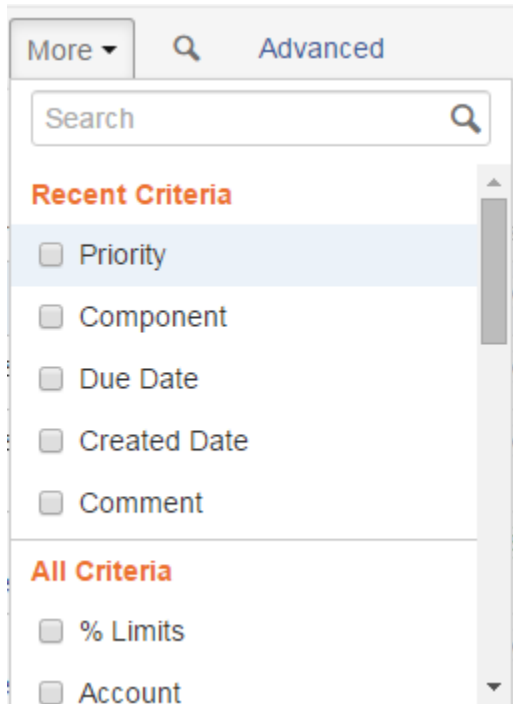 More Advanced
Search
Recent Criteria
Priority
Component
Due Date
Created Date
Comment
All Criteria
% Limits
Account